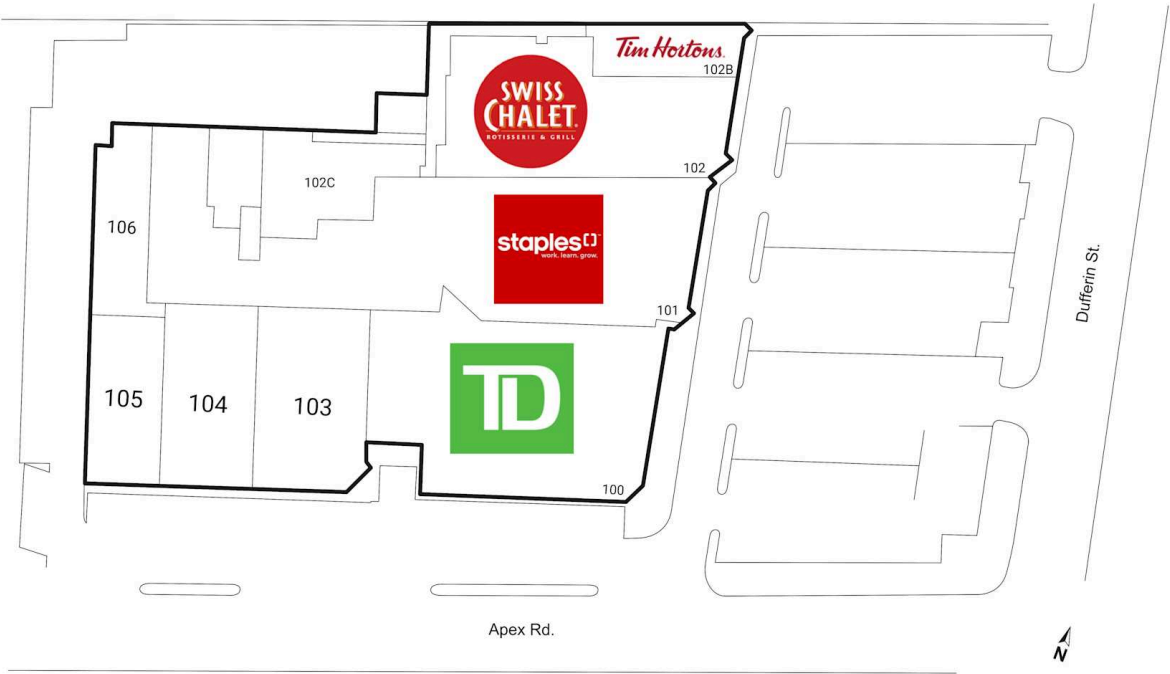 Tim Hortons.
102B
SWISS
CHALET.
ROTISSERIE & GRILL
102
102C
106
staples
work. learn. grow.
101
Dufferin St.
TD
105
104
103
100
Apex Rd.
N